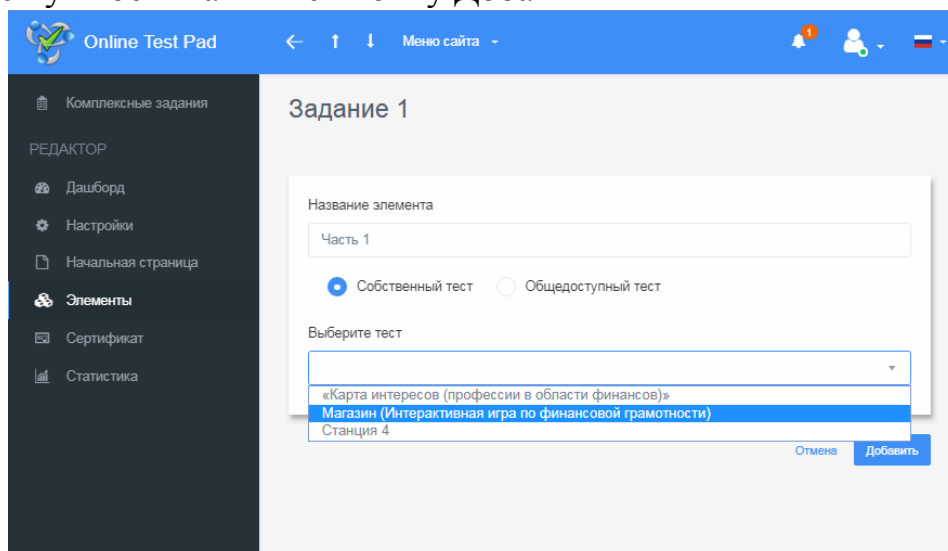 Online Test Pad
Меню сайта
1
Комплексные задания
РЕДАКТОР
Дашборд
Настройки
Начальная страница
Элементы
Сертификат
Статистика
Задание 1
Название элемента
Часть 1
Собственный тест Общедоступный тест
Выберите тест
«Карта интересов (профессии в области финансов)»
Магазин (Интерактивная игра по финансовой грамотности)
Станция 4
Отмена Добавить